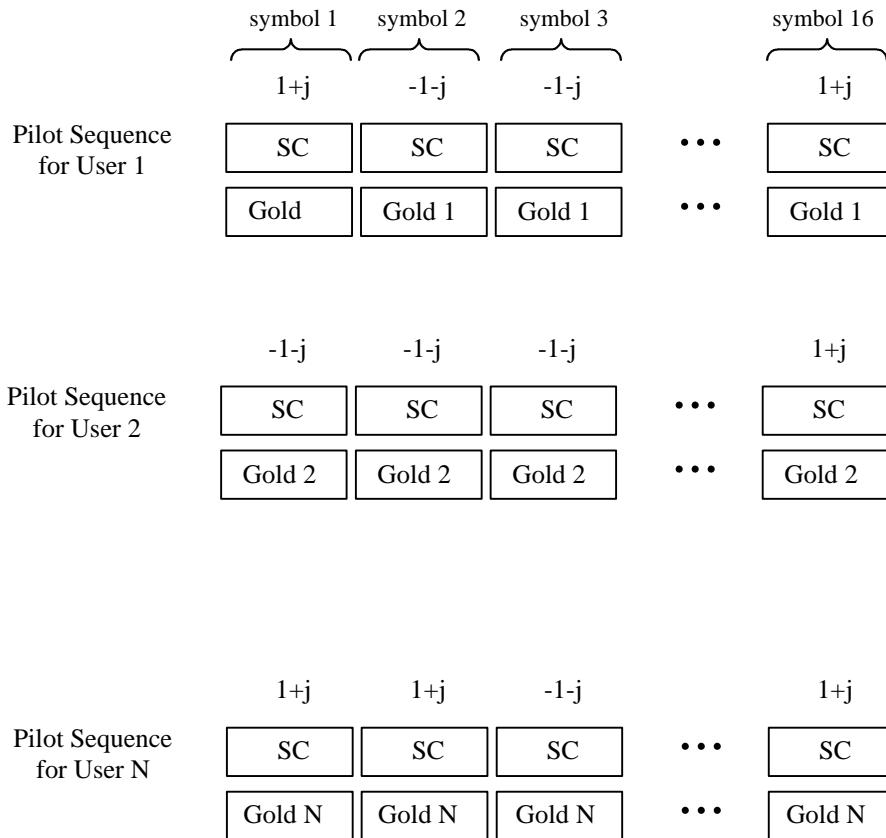 symbol 1 symbol 2 symbol 3 symbol 16
1+j -1-j -1-j 1+j
Pilot Sequence
for User 1
SC SC SC ••• SC
Gold Gold 1 Gold 1 ••• Gold 1
-1-j -1-j -1-j 1+j
Pilot Sequence
for User 2
SC SC SC ••• SC
Gold 2 Gold 2 Gold 2 ••• Gold 2
1+j 1+j -1-j 1+j
Pilot Sequence
for User N
SC SC SC ••• SC
Gold N Gold N Gold N ••• Gold N